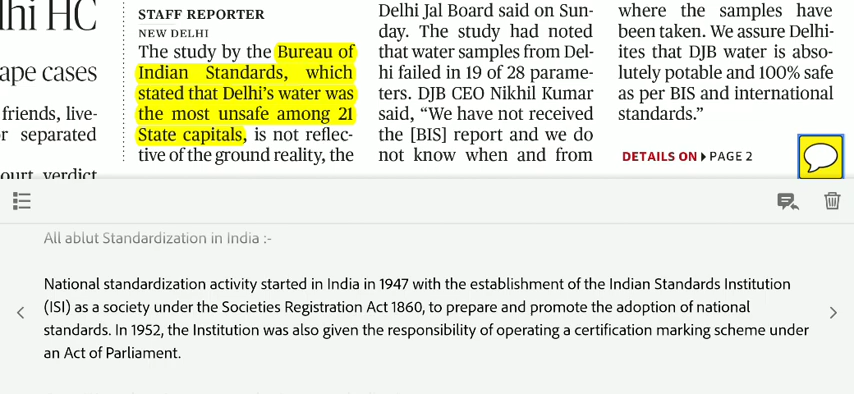 lhi HC
ape cases
friends, live-
r separated
ourt verdict
STAFF REPORTER
NEW DELHI
The study by the Bureau of
Indian Standards, which
stated that Delhi's water was
the most unsafe among 21
State capitals, is not reflec-
tive of the ground reality, the
Delhi Jal Board said on Sun-
day. The study had noted
that water samples from Del-
hi failed in 19 of 28 parame-
ters. DJB CEO Nikhil Kumar
said, “We have not received
the [BIS] report and we do
not know when and from
where the samples have
been taken. We assure Delhi-
ites that DJB water is abso-
lutely potable and 100% safe
as per BIS and international
standards.”
DETAILS ON PAGE 2
All ablut Standardization in India :-
National standardization activity started in India in 1947 with the establishment of the Indian Standards Institution
(ISI) as a society under the Societies Registration Act 1860, to prepare and promote the adoption of national
standards. In 1952, the Institution was also given the responsibility of operating a certification marking scheme under
an Act of Parliament.